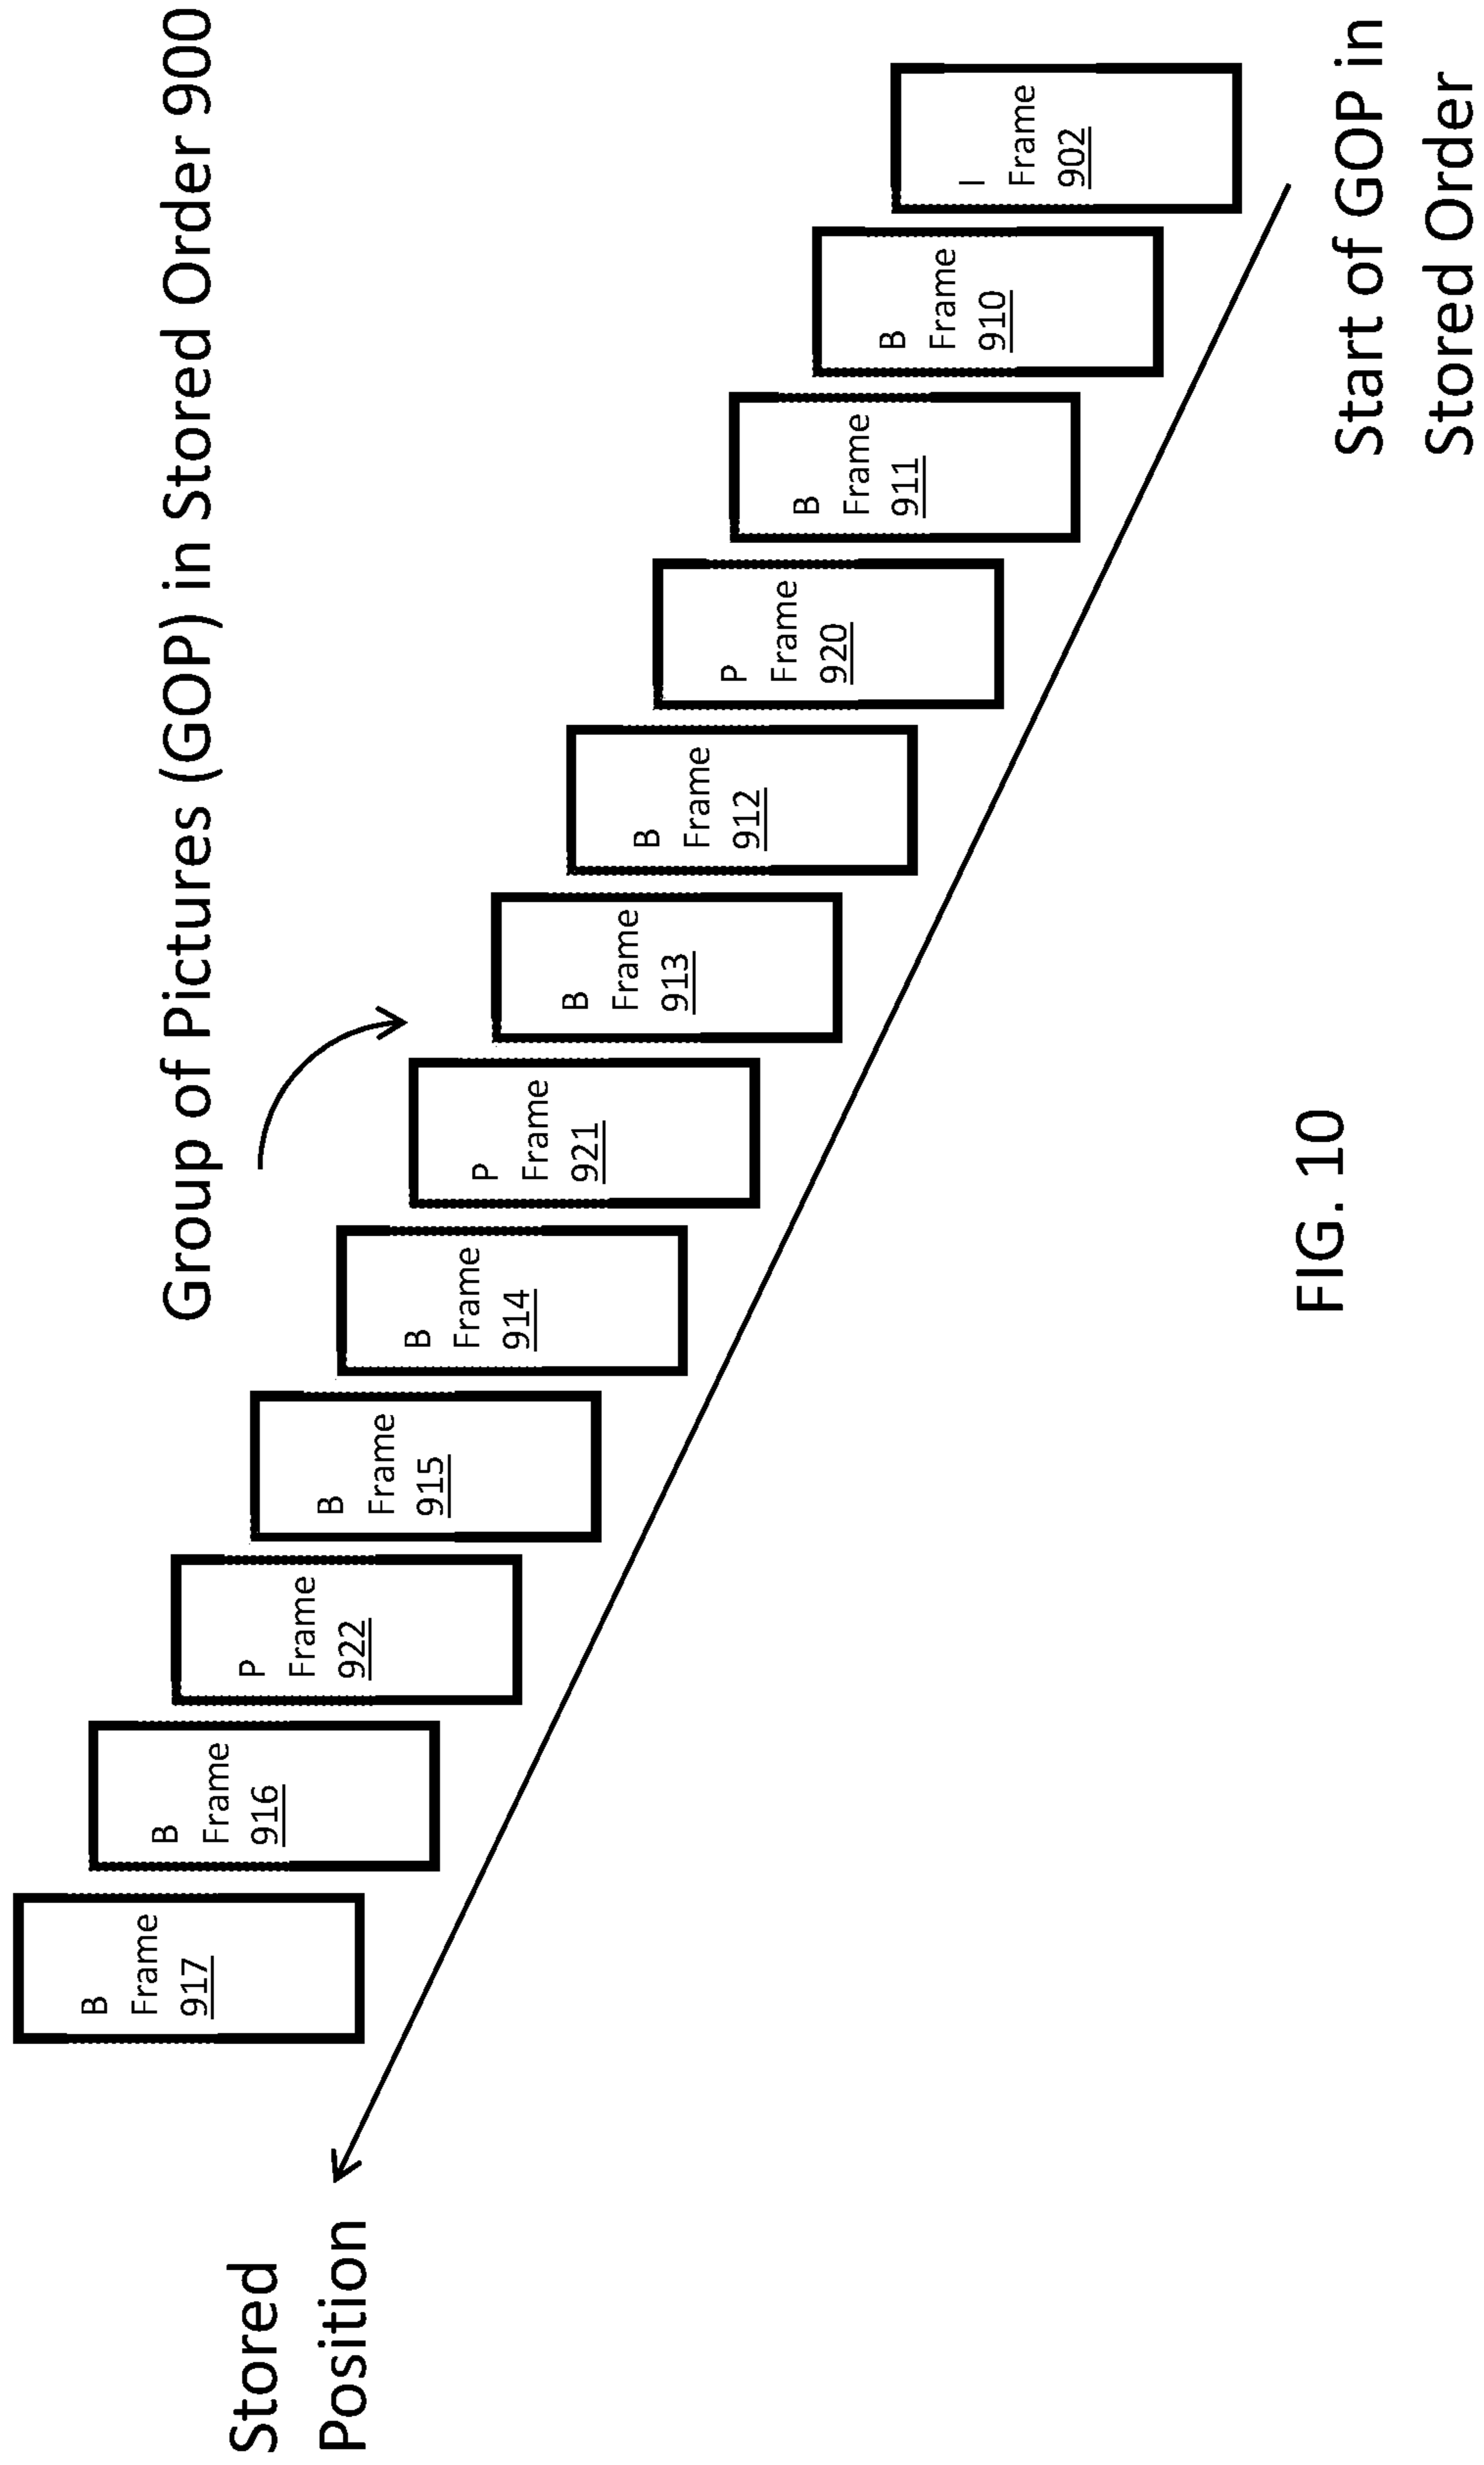 Group of Pictures (GOP) in Stored Order 900
Stored
Position
B
Frame
917
B
Frame
916
P
Frame
922
B
Frame
915
B
Frame
914
P
Frame
921
B
Frame
913
B
Frame
912
P
Frame
920
B
Frame
911
B
Frame
910
I
Frame
902
Start of GOP in
Stored Order
FIG. 10